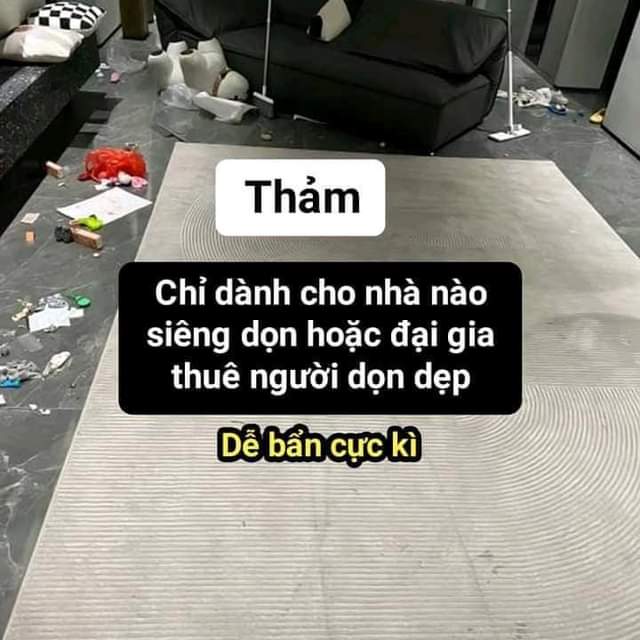 Thảm
Chỉ dành cho nhà nào
siêng dọn hoặc đại gia
thuê người dọn dẹp
Dễ bẩn cực kì